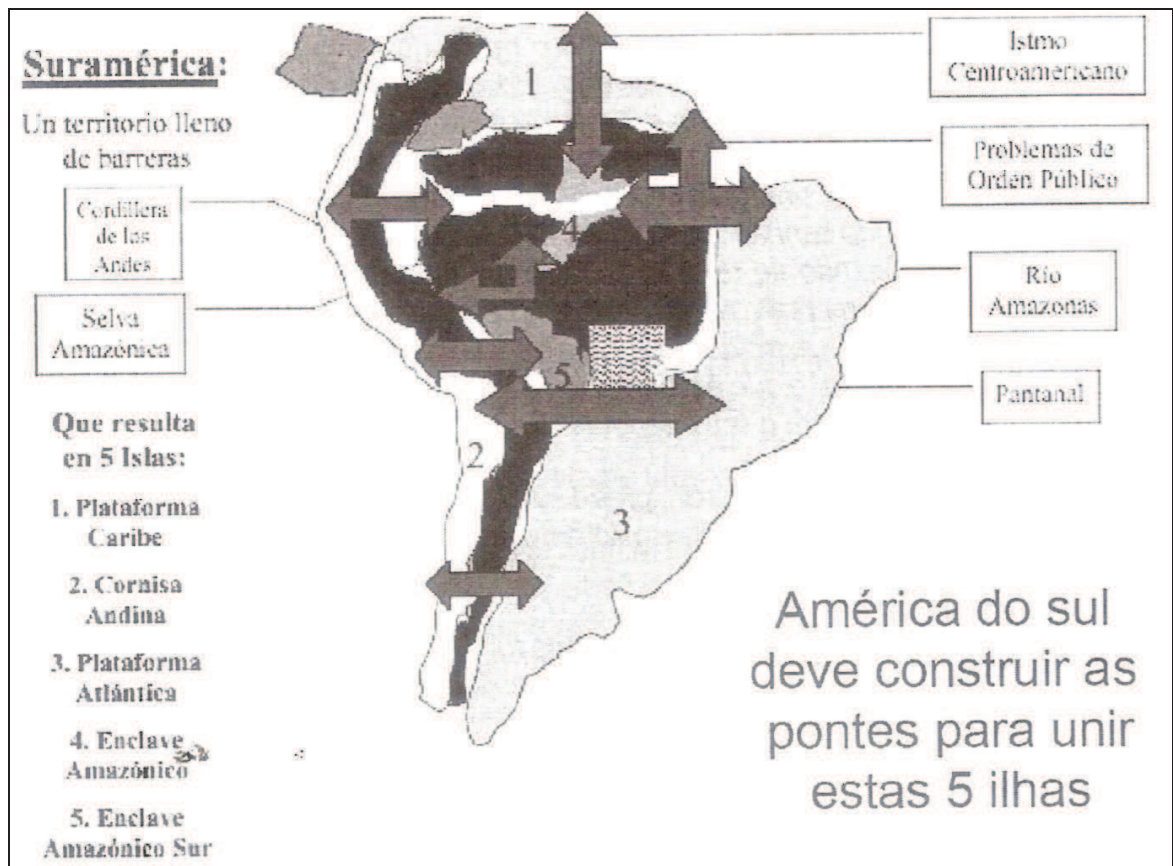 Suramérica:
Un territorio lleno
de barreras
Cordillera
de las
Andes
Selva
Amazónica
Que resulta
en 5 Islas:
1. Plataforma
Caribe
2. Cornisa
Andina
3. Plataforma
Atlántica
4. Enclave
Amazónico
5. Enclave
Amazónico Sur
1
4
5
2
3
Istmo
Centroamericano
Problemas de
Orden Público
Río
Amazonas
Pantanal
América do sul
deve construir as
pontes para unir
estas 5 ilhas